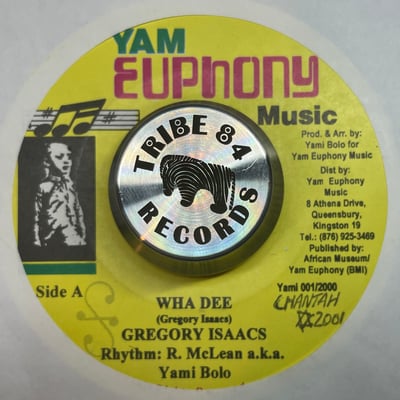 YAM
EUPHONY
Music
TRIBE 84
RECORDS
Prod. & Arr. by:
Yami Bolo for
Yam Euphony Music
Dist by:
Yam Euphony
Music
8 Athena Drive,
Queensbury,
Kingston 19
Tel.: (876) 925-3469
Published by:
African Museum/
Yam Euphony (BMI)
Yami 001/2000
CHANTAH
2001
Side A
WHA DEE
(Gregory Isaacs)
GREGORY ISAACS
Rhythm: R. McLean a.k.a.
Yami Bolo